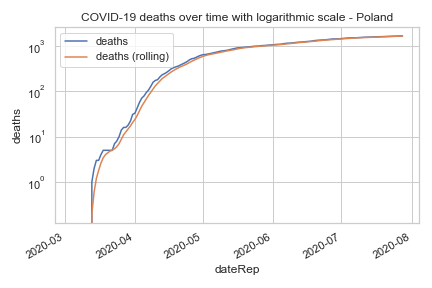 COVID-19 deaths over time with logarithmic scale - Poland
deaths
deaths (rolling)
10³
10²
10¹
10⁰
deaths
2020-03
2020-04
2020-05
2020-06
2020-07
2020-08
dateRep